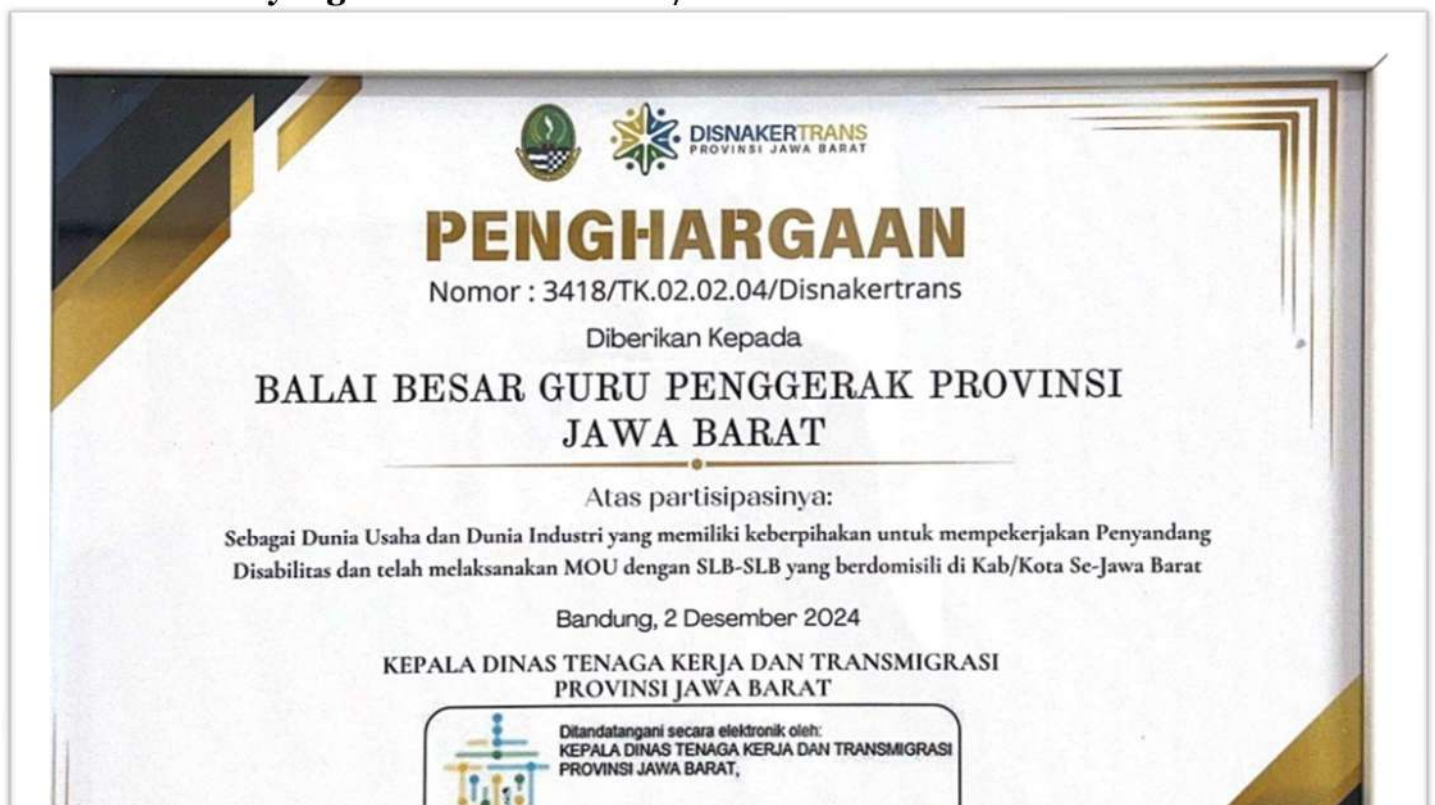 DISNAKERTRANS
PROVINSI JAWA BARAT
PENGHARGAAN
Nomor : 3418/TK.02.02.04/Disnakertrans
Diberikan Kepada
BALAI BESAR GURU PENGGERAK PROVINSI
JAWA BARAT
Atas partisipasinya:
Sebagai Dunia Usaha dan Dunia Industri yang memiliki keberpihakan untuk mempekerjakan Penyandang
Disabilitas dan telah melaksanakan MOU dengan SLB-SLB yang berdomisili di Kab/Kota Se-Jawa Barat
Bandung, 2 Desember 2024
KEPALA DINAS TENAGA KERJA DAN TRANSMIGRASI
PROVINSI JAWA BARAT
Ditandatangani secara elektronik oleh:
KEPALA DINAS TENAGA KERJA DAN TRANSMIGRASI
PROVINSI JAWA BARAT,